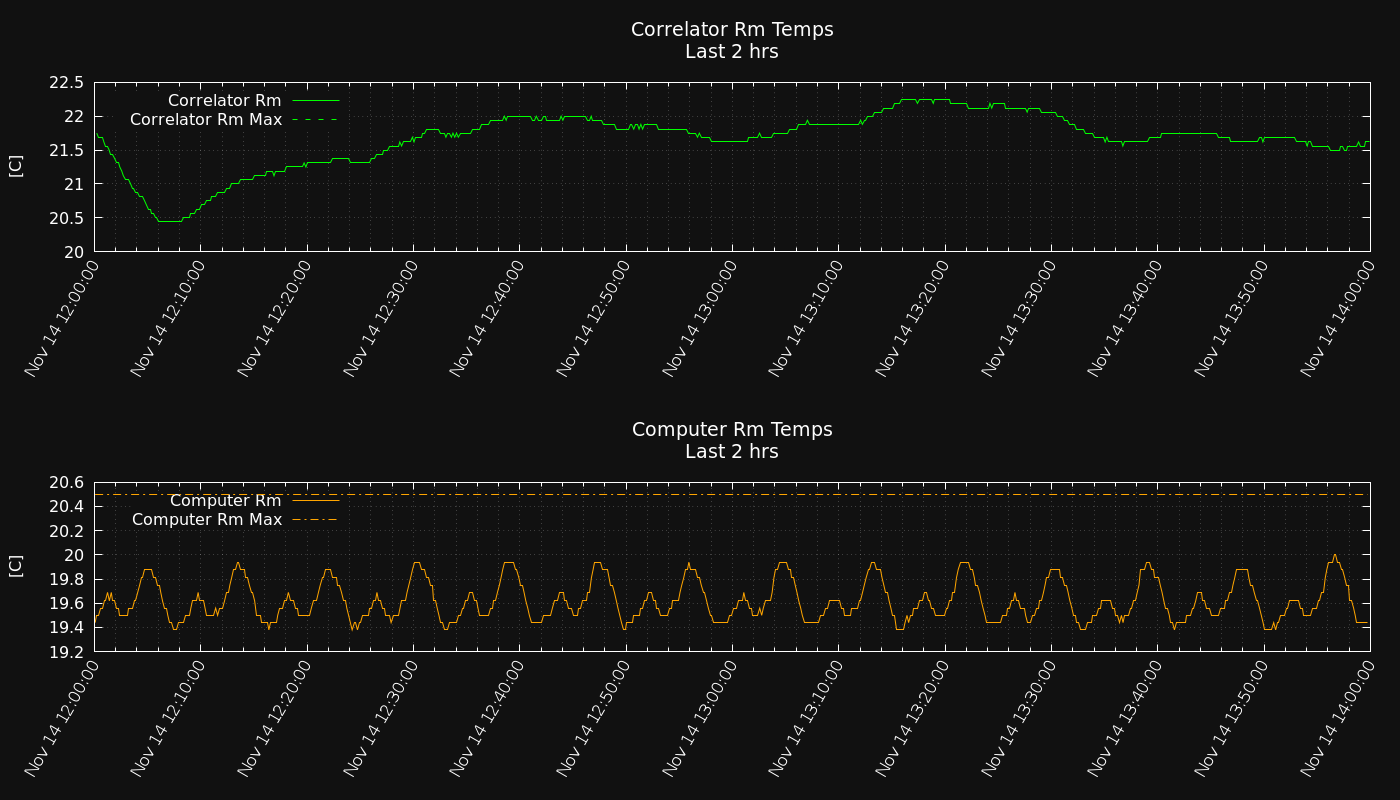 Correlator Rm Temps
Last 2 hrs
Correlator Rm
Correlator Rm Max
[C]
22.5
22
21.5
21
20.5
20
Nov 14 12:00:00
Nov 14 12:10:00
Nov 14 12:20:00
Nov 14 12:30:00
Nov 14 12:40:00
Nov 14 12:50:00
Nov 14 13:00:00
Nov 14 13:10:00
Nov 14 13:20:00
Nov 14 13:30:00
Nov 14 13:40:00
Nov 14 13:50:00
Nov 14 14:00:00
Computer Rm Temps
Last 2 hrs
Computer Rm
Computer Rm Max
[C]
20.6
20.4
20.2
20
19.8
19.6
19.4
19.2
Nov 14 12:00:00
Nov 14 12:10:00
Nov 14 12:20:00
Nov 14 12:30:00
Nov 14 12:40:00
Nov 14 12:50:00
Nov 14 13:00:00
Nov 14 13:10:00
Nov 14 13:20:00
Nov 14 13:30:00
Nov 14 13:40:00
Nov 14 13:50:00
Nov 14 14:00:00